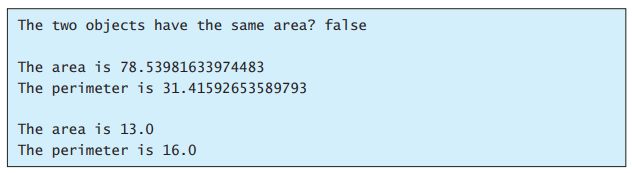 The two objects have the same area? false
The area is 78.53981633974483
The perimeter is 31.41592653589793
The area is 13.0
The perimeter is 16.0